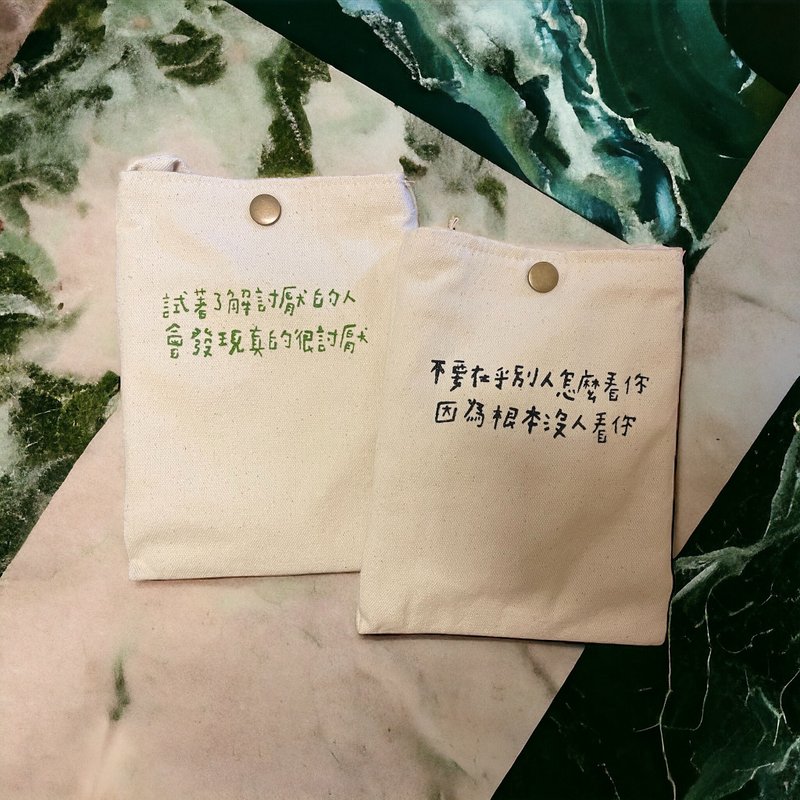 試著了解討厭的人
會發現真的很討厭
不要在乎別人怎麼看你
因為根本沒人看你